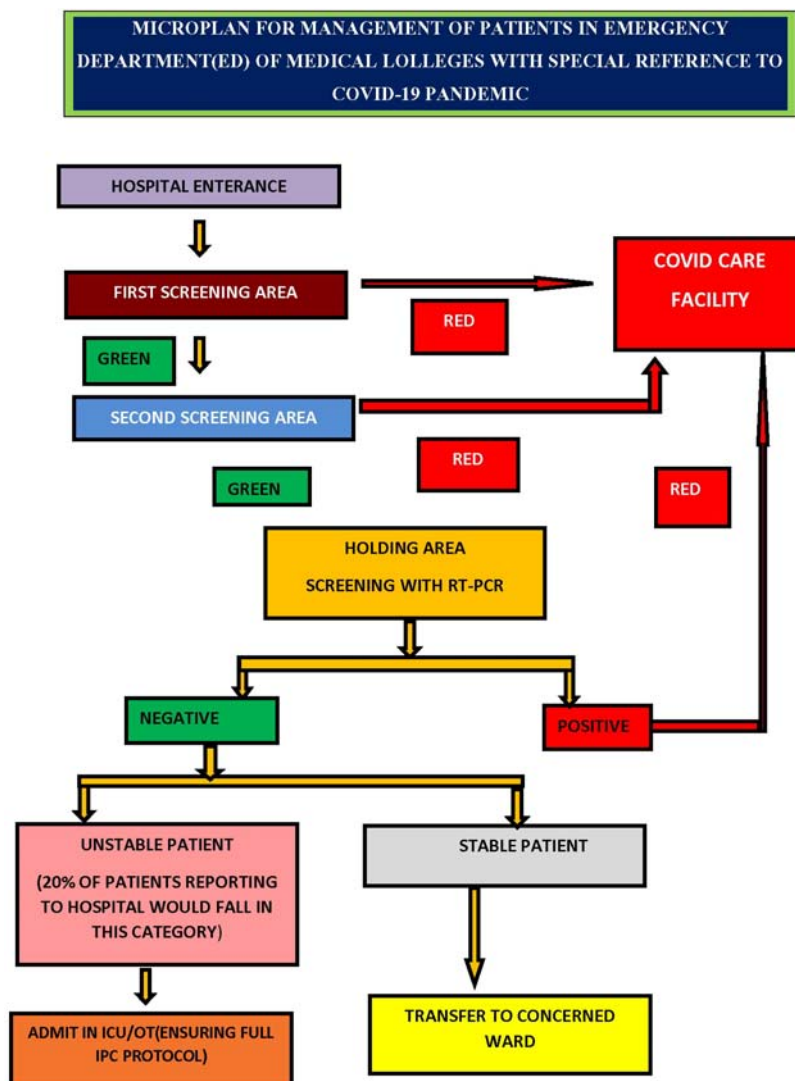 MICROPLAN FOR MANAGEMENT OF PATIENTS IN EMERGENCY
DEPARTMENT(ED) OF MEDICAL LOLLEGES WITH SPECIAL REFERENCE TO
COVID-19 PANDEMIC
HOSPITAL ENTERANCE
FIRST SCREENING AREA
COVID CARE
FACILITY
RED
GREEN
SECOND SCREENING AREA
RED
RED
GREEN
HOLDING AREA
SCREENING WITH RT-PCR
NEGATIVE
POSITIVE
UNSTABLE PATIENT
(20% OF PATIENTS REPORTING
TO HOSPITAL WOULD FALL IN
THIS CATEGORY)
STABLE PATIENT
ADMIT IN ICU/OT(ENSURING FULL
IPC PROTOCOL)
TRANSFER TO CONCERNED
WARD